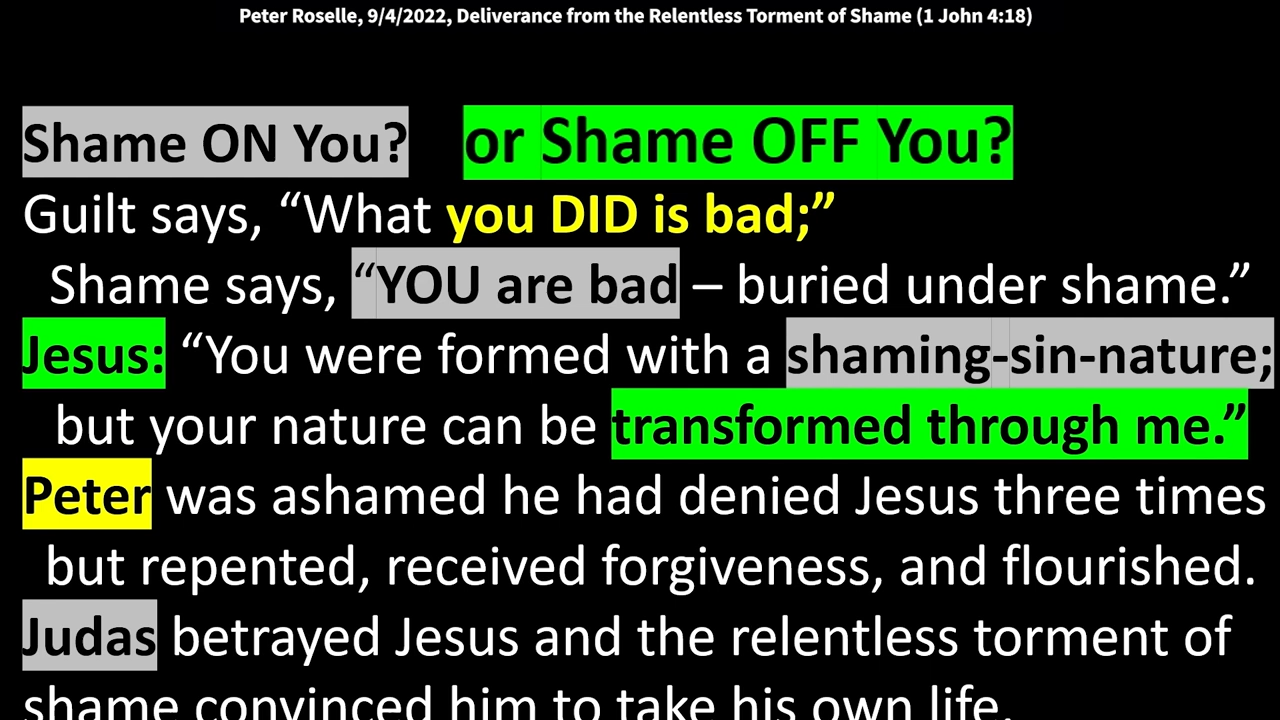 Peter Roselle, 9/4/2022, Deliverance from the Relentless Torment of Shame (1 John 4:18)
Shame ON You? or Shame OFF You?
Guilt says, “What you DID is bad;”
Shame says, “YOU are bad – buried under shame.”
Jesus: “You were formed with a shaming-sin-nature;
but your nature can be transformed through me.”
Peter was ashamed he had denied Jesus three times
but repented, received forgiveness, and flourished.
Judas betrayed Jesus and the relentless torment of
shame convinced him to take his own life.